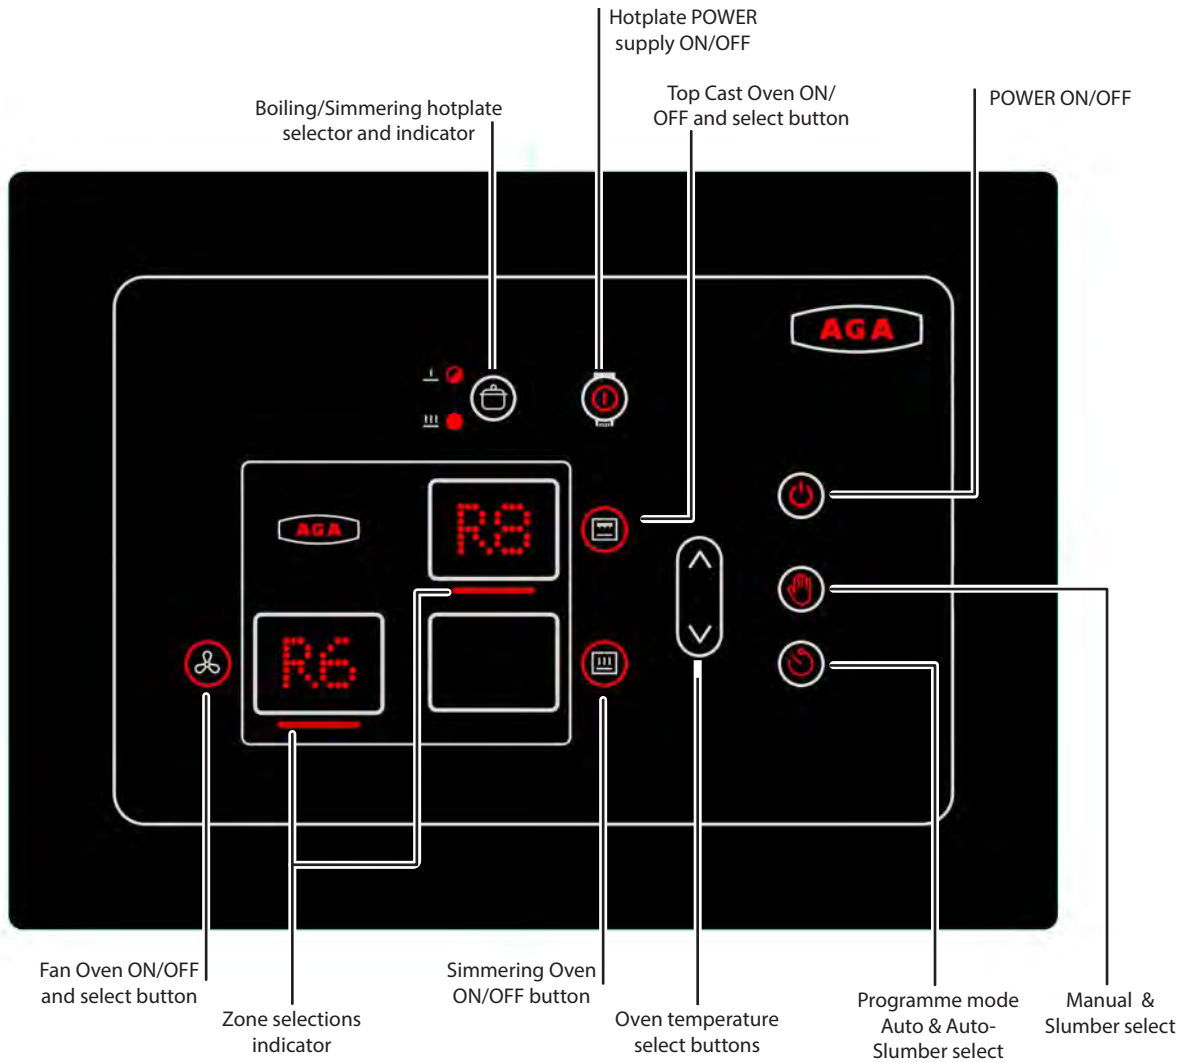 Hotplate POWER
supply ON/OFF
Top Cast Oven ON/
OFF and select button
POWER ON/OFF
Boiling/Simmering hotplate
selector and indicator
AGA
R8
AGA
R6
Fan Oven ON/OFF
and select button
Zone selections
indicator
Simmering Oven
ON/OFF button
Oven temperature
select buttons
Programme mode
Auto & Auto-
Slumber select
Manual &
Slumber select